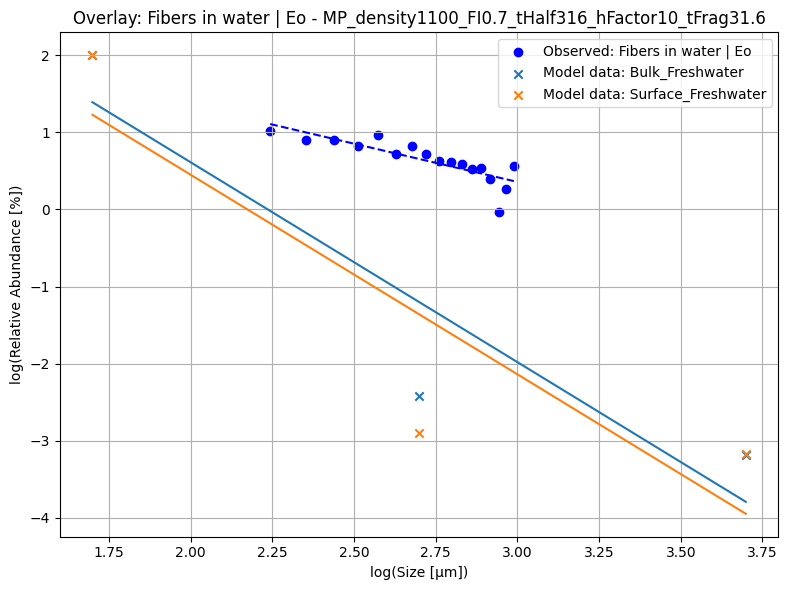 Overlay: Fibers in water | Eo - MP_density1100_FI0.7_tHalf316_hFactor10_tFrag31.6
Observed: Fibers in water | Eo
Model data: Bulk_Freshwater
Model data: Surface_Freshwater
log(Relative Abundance [%])
2
1
0
−1
−2
−3
−4
1.75
2.00
2.25
2.50
2.75
3.00
3.25
3.50
3.75
log(Size [μm])